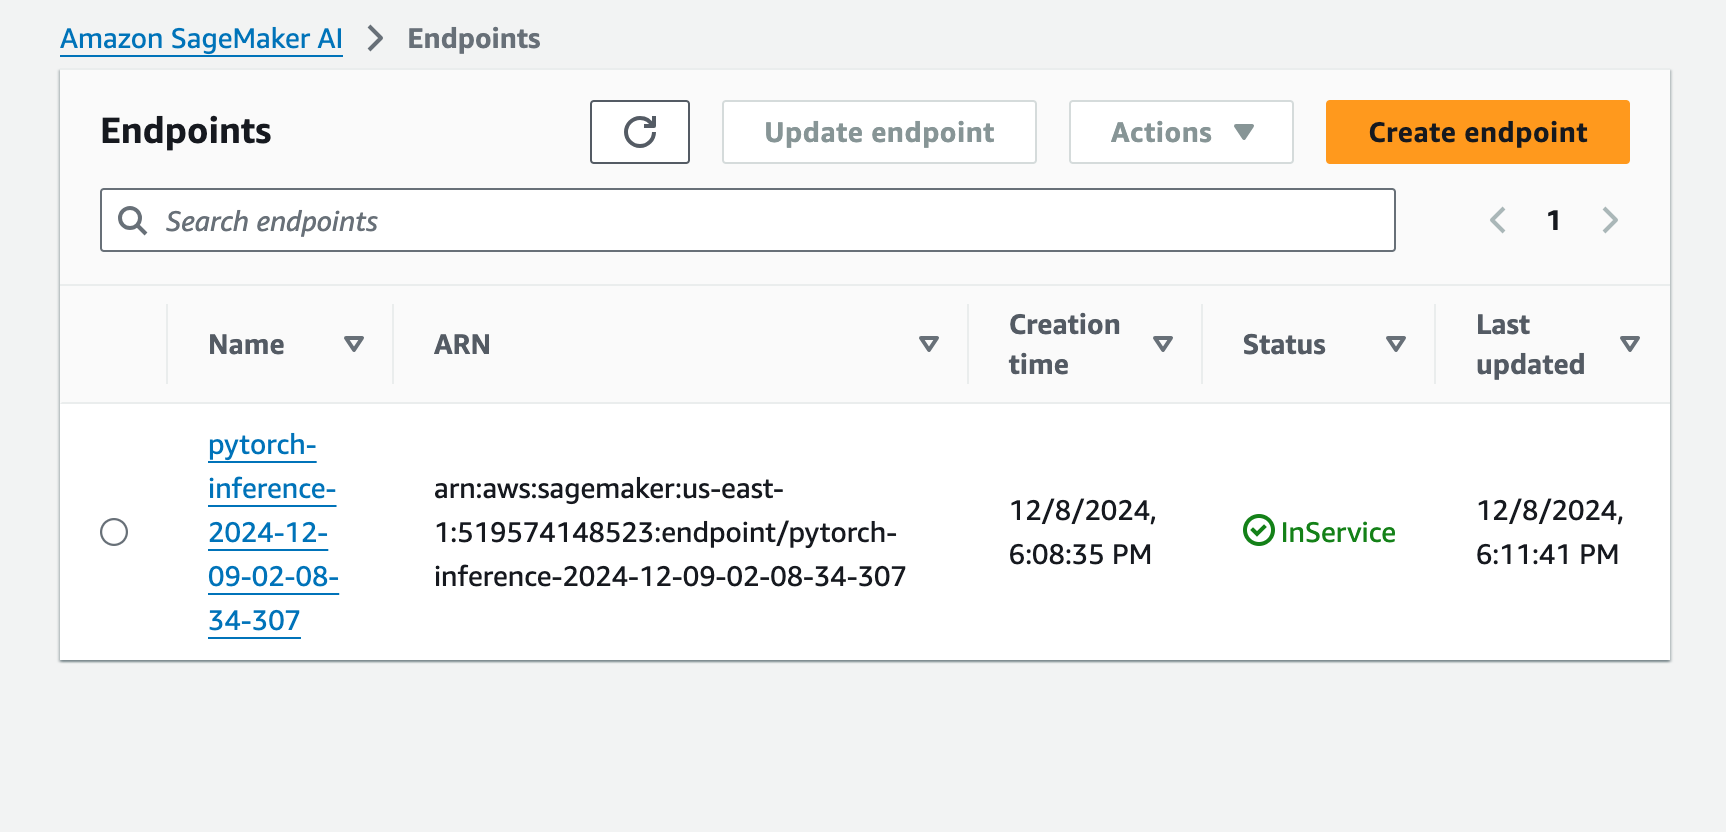 Amazon SageMaker AI > Endpoints
Endpoints
Update endpoint
Actions
Create endpoint
Search endpoints
1
Name
ARN
Creation
time
Status
Last
updated
pytorch-
inference-
2024-12-
09-02-08-
34-307
arn:aws:sagemaker:us-east-
1:519574148523:endpoint/pytorch-
inference-2024-12-09-02-08-34-307
12/8/2024,
6:08:35 PM
InService
12/8/2024,
6:11:41 PM